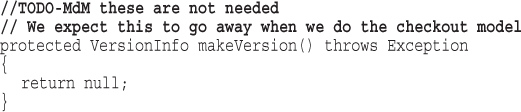 //TODO-MdM these are not needed
// We expect this to go away when we do the checkout model
protected VersionInfo makeVersion() throws Exception
{
  return null;
}